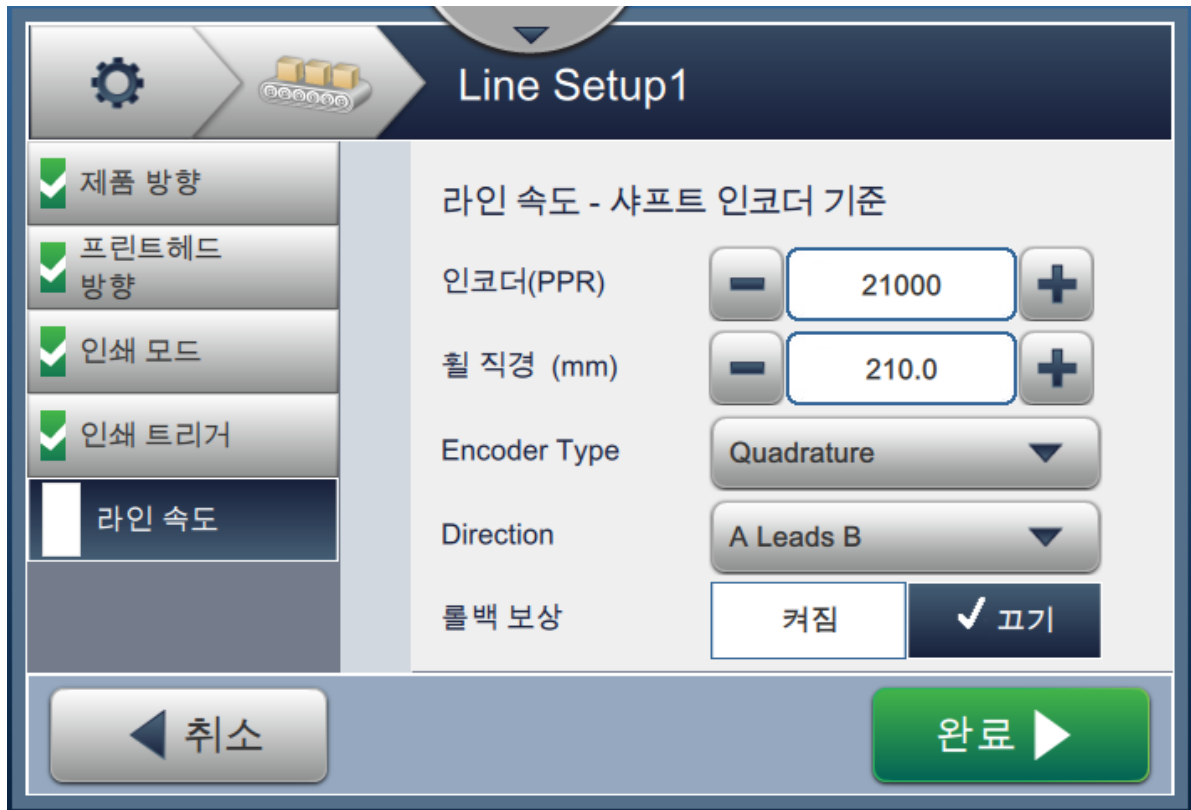 Line Setup1
제품 방향
프린트헤드
방향
인쇄 모드
인쇄 트리거
라인 속도
라인 속도 - 샤프트 인코더 기준
인코더(PPR)
21000
휠 직경 (mm)
210.0
Encoder Type
Quadrature
Direction
A Leads B
롤백 보상
켜짐
끄기
취소
완료